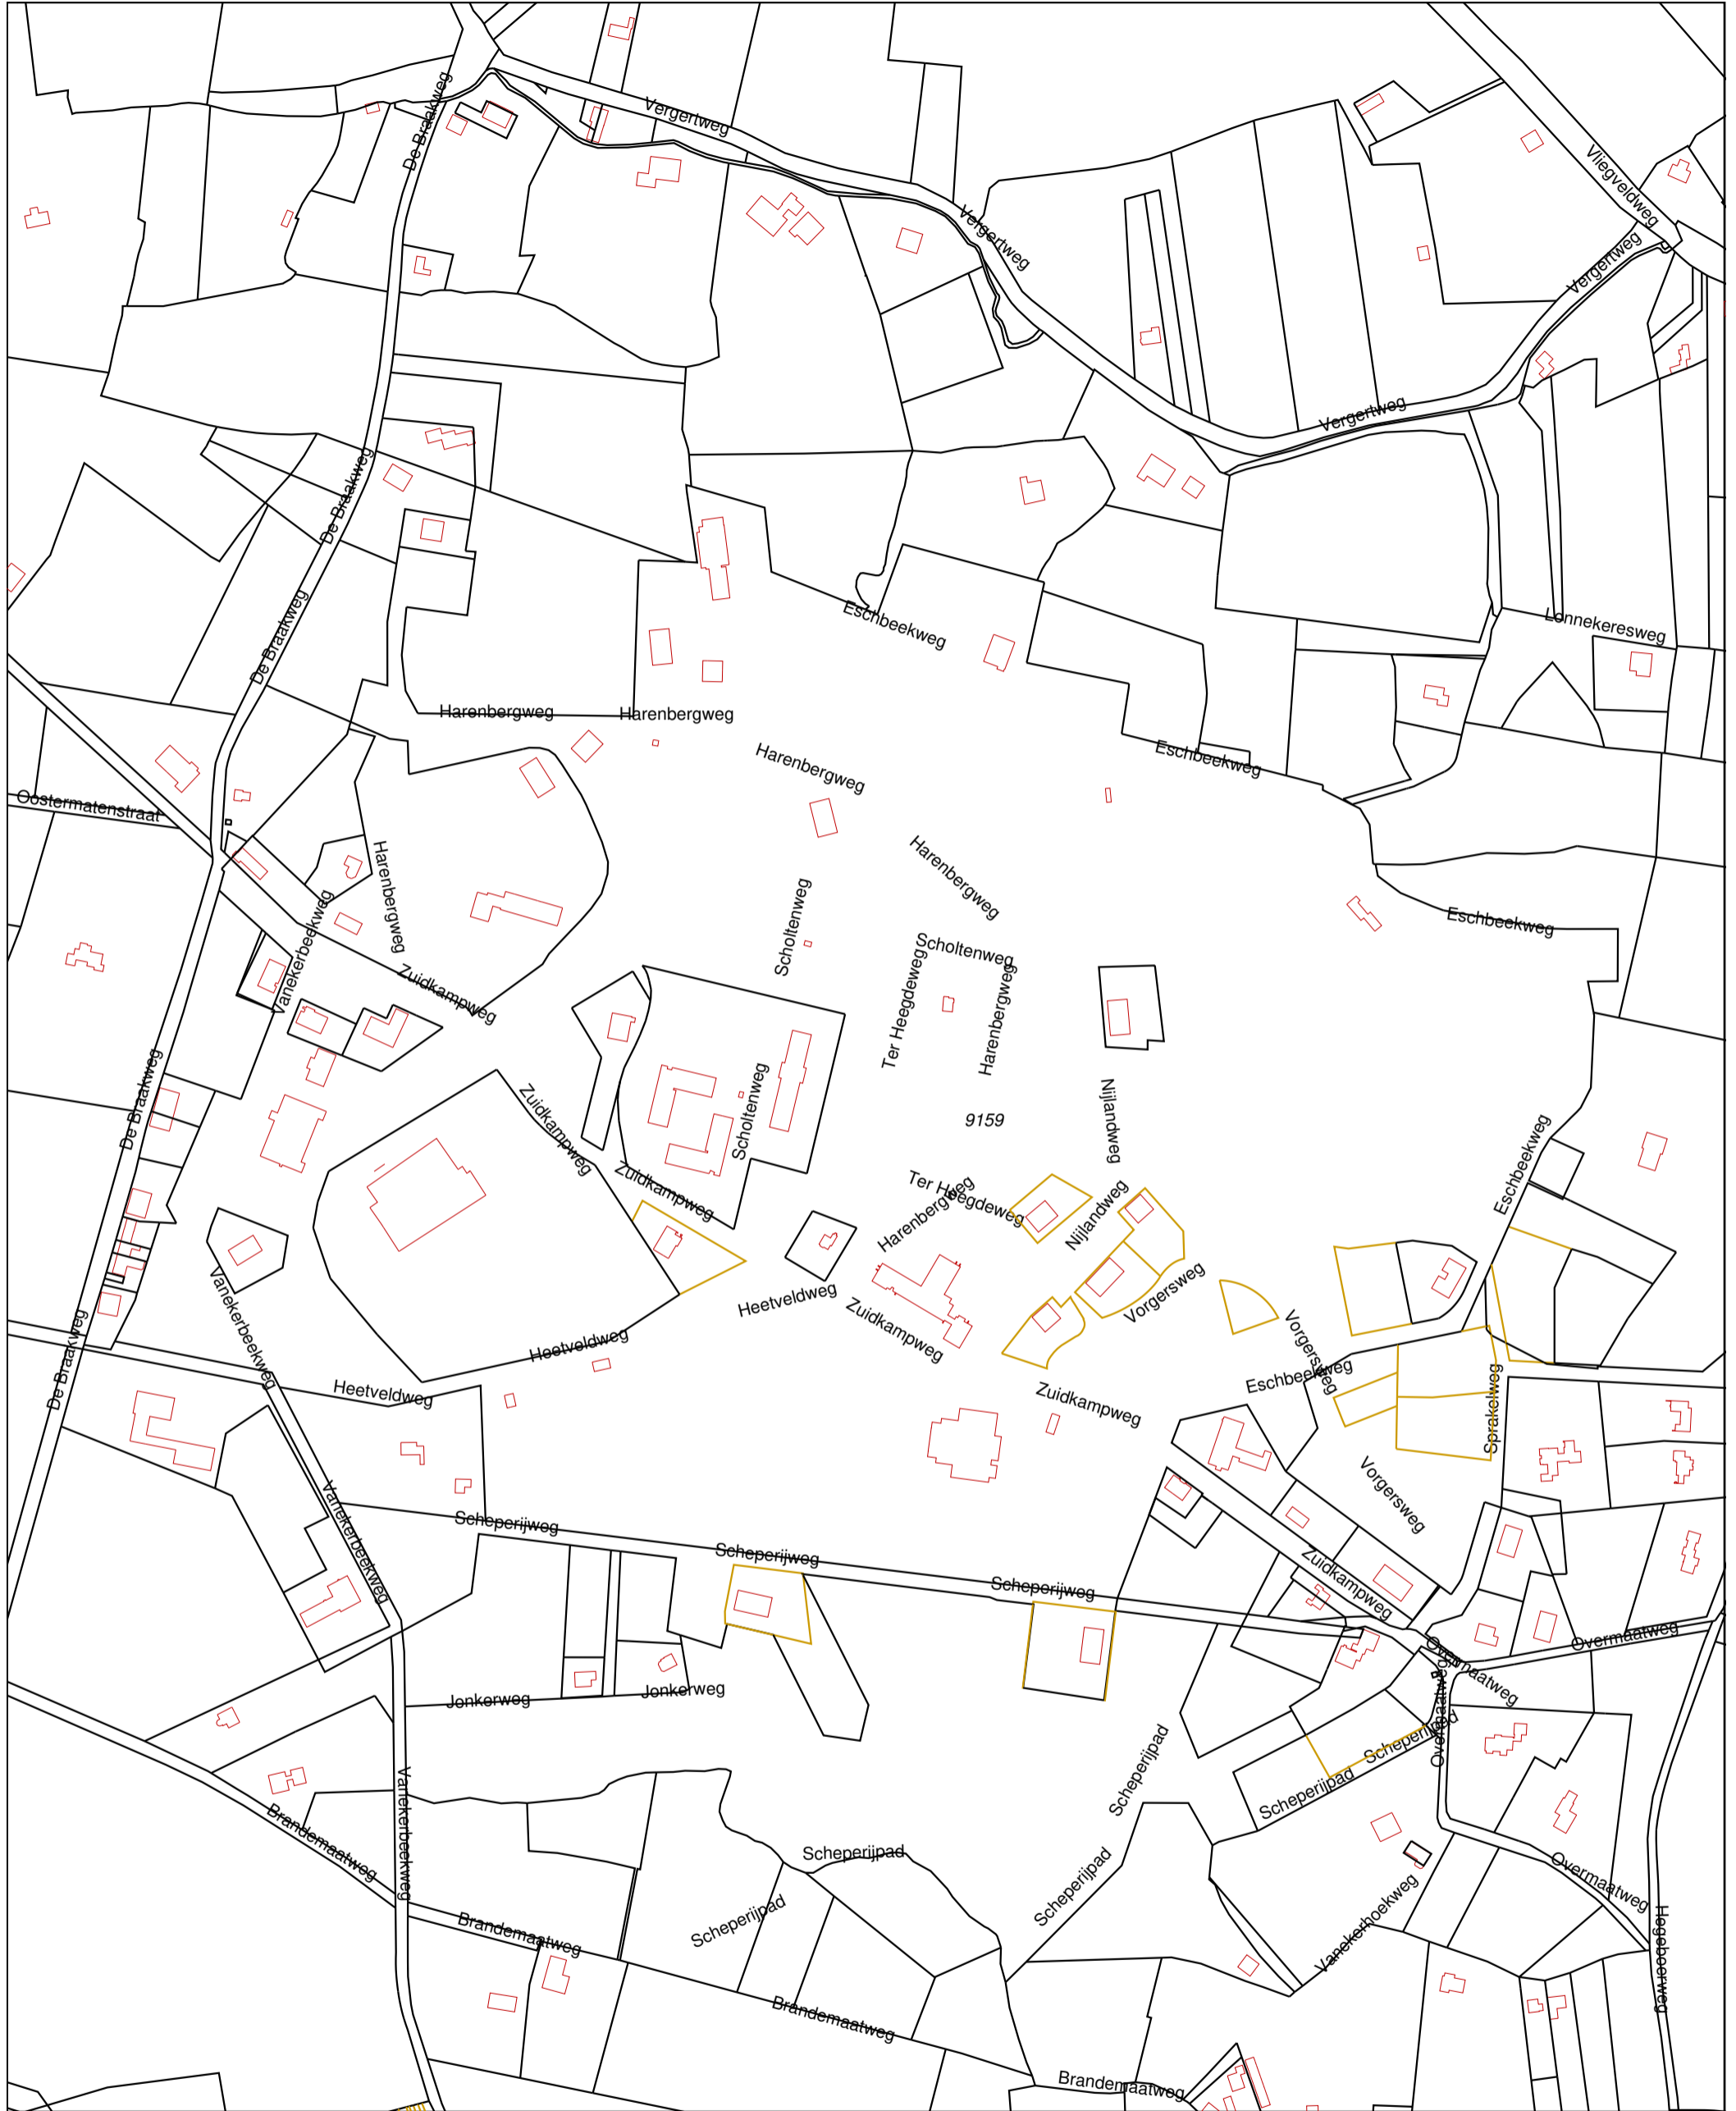 De Braakweg
Vergertweg
Vliegveldweg
Vergertweg
Vergertweg
Vergertweg
De Braakweg
De Braakweg
Eschbeekweg
Lonnekeresweg
Harenbergweg
Harenbergweg
Harenbergweg
Eschbeekweg
Oostermatenstraat
Harenbergweg
Harenbergweg
Scholtenweg
Eschbeekweg
Vanekerbeekweg
Scholtenweg
Zuidkampweg
Ter Heegdeweg
Harenbergweg
De Braakweg
Zuidkampweg
Scholtenweg
9159
Nijlandweg
Eschbeekweg
Zuidkampweg
Ter Heegdeweg
Harenbergweg
Nijlandweg
Vanekerbeekweg
Heetveldweg
Vorgersweg
Zuidkampweg
Vorgersweg
De Braakweg
Heetveldweg
Heetveldweg
Eschbeekweg
Zuidkampweg
Sprakelweg
Vorgersweg
Vanekerbeekweg
Scheperijweg
Scheperijweg
Scheperijweg
Zuidkampweg
Overmaatweg
Overmaatweg
Overmaatweg
Jonkerweg
Jonkerweg
Scheperijpad
Scheperijpad
Scheperijpad
Vanekerbeekweg
Brandemaatweg
Scheperijpad
Scheperijpad
Scheperijpad
Overmaatweg
Vanekerhoekweg
Hegeboerweg
Brandemaatweg
Brandemaatweg
Brandemaatweg